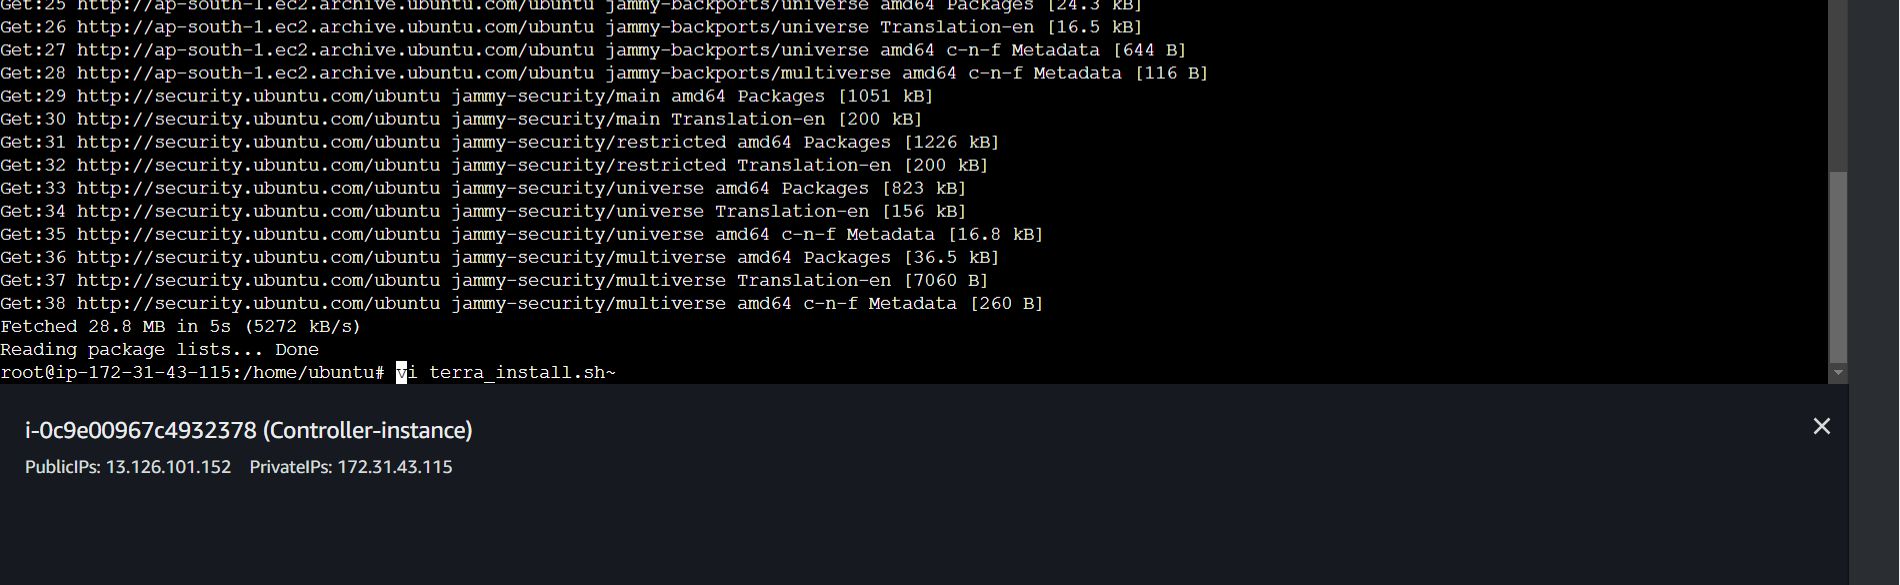 Get:25 http://ap-south-1.ec2.archive.ubuntu.com/ubuntu jammy-backports/universe amd64 Packages [24.3 kB]
Get:26 http://ap-south-1.ec2.archive.ubuntu.com/ubuntu jammy-backports/universe Translation-en [16.5 kB]
Get:27 http://ap-south-1.ec2.archive.ubuntu.com/ubuntu jammy-backports/universe amd64 c-n-f Metadata [644 B]
Get:28 http://ap-south-1.ec2.archive.ubuntu.com/ubuntu jammy-backports/multiverse amd64 c-n-f Metadata [116 B]
Get:29 http://security.ubuntu.com/ubuntu jammy-security/main amd64 Packages [1051 kB]
Get:30 http://security.ubuntu.com/ubuntu jammy-security/main Translation-en [200 kB]
Get:31 http://security.ubuntu.com/ubuntu jammy-security/restricted amd64 Packages [1226 kB]
Get:32 http://security.ubuntu.com/ubuntu jammy-security/restricted Translation-en [200 kB]
Get:33 http://security.ubuntu.com/ubuntu jammy-security/universe amd64 Packages [823 kB]
Get:34 http://security.ubuntu.com/ubuntu jammy-security/universe Translation-en [156 kB]
Get:35 http://security.ubuntu.com/ubuntu jammy-security/universe amd64 c-n-f Metadata [16.8 kB]
Get:36 http://security.ubuntu.com/ubuntu jammy-security/multiverse amd64 Packages [36.5 kB]
Get:37 http://security.ubuntu.com/ubuntu jammy-security/multiverse Translation-en [7060 B]
Get:38 http://security.ubuntu.com/ubuntu jammy-security/multiverse amd64 c-n-f Metadata [260 B]
Fetched 28.8 MB in 5s (5272 kB/s)
Reading package lists... Done
root@ip-172-31-43-115:/home/ubuntu# vi terra_install.sh~
i-0c9e00967c4932378 (Controller-instance)
PublicIPs: 13.126.101.152 PrivateIPs: 172.31.43.115